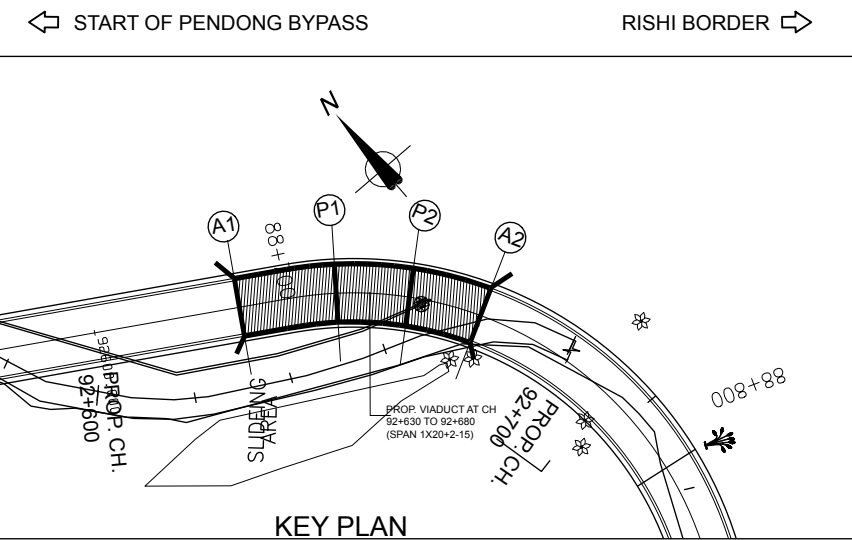 START OF PENDONG BYPASS
RISHI BORDER
N
A1
P1
P2
A2
88+
88+800
PROP. CH.
92+600
SLIDEING
AREA
PROP. VIADUCT AT CH
92+630 TO 92+680
(SPAN 1X20+2-15)
PROP. CH.
92+700
KEY PLAN